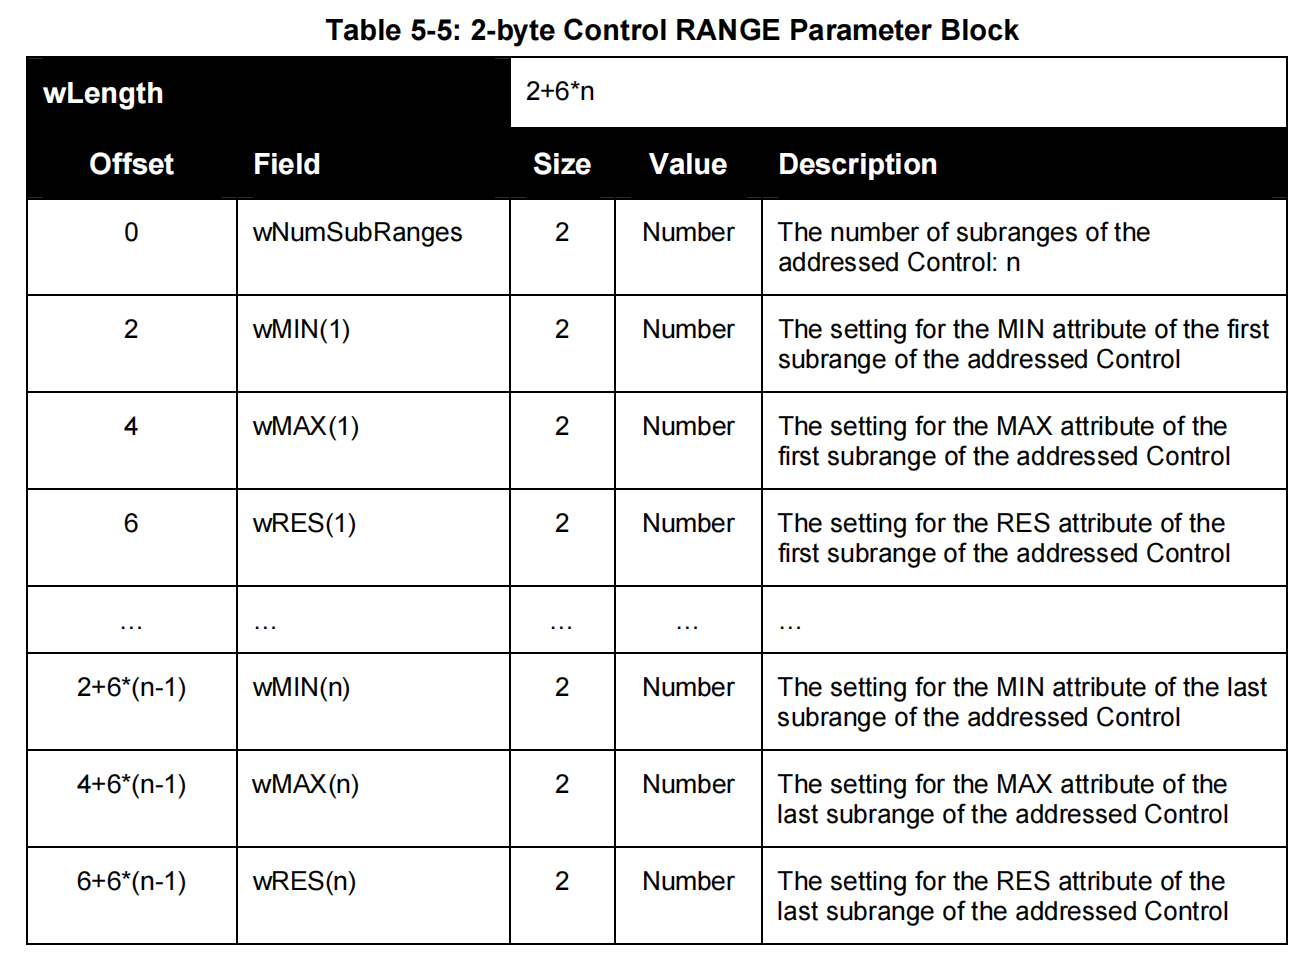 Table 5-5: 2-byte Control RANGE Parameter Block
wLength 2+6*n
Offset Field Size Value Description
0 wNumSubRanges 2 Number The number of subranges of the
addressed Control: n
2 wMIN(1) 2 Number The setting for the MIN attribute of the first
subrange of the addressed Control
4 wMAX(1) 2 Number The setting for the MAX attribute of the
first subrange of the addressed Control
6 wRES(1) 2 Number The setting for the RES attribute of the
first subrange of the addressed Control
… … … … …
2+6*(n-1) wMIN(n) 2 Number The setting for the MIN attribute of the last
subrange of the addressed Control
4+6*(n-1) wMAX(n) 2 Number The setting for the MAX attribute of the
last subrange of the addressed Control
6+6*(n-1) wRES(n) 2 Number The setting for the RES attribute of the
last subrange of the addressed Control